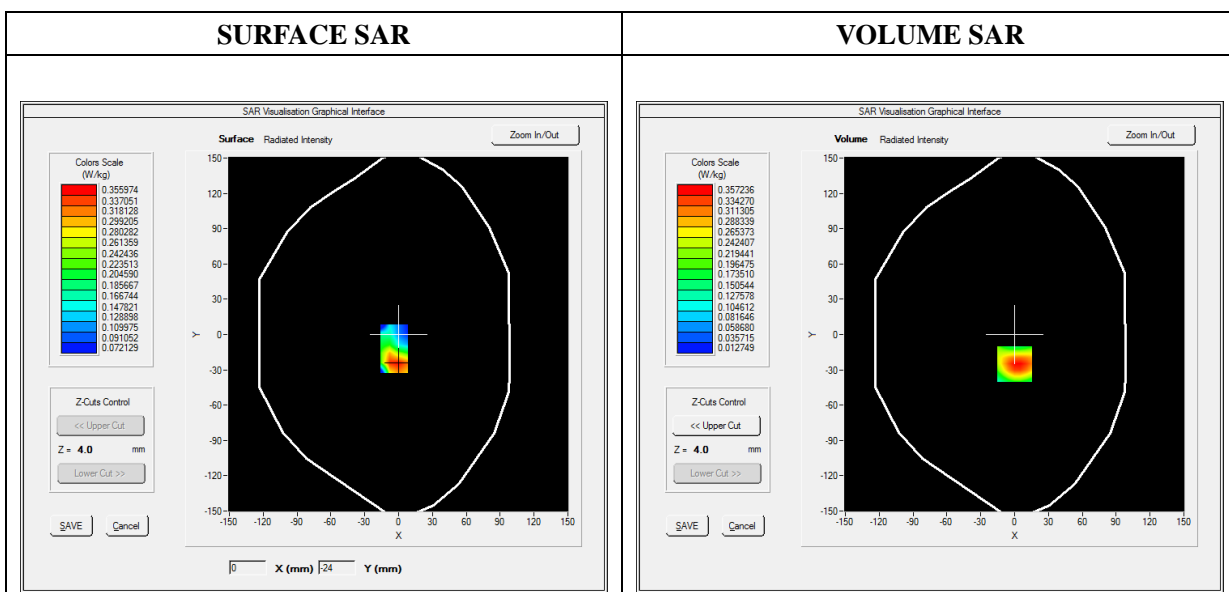 SURFACE SAR
VOLUME SAR
SAR Visualisation Graphical Interface
Surface Radiated Intensity
Zoom In/Out
Colors Scale
(W/kg)
0.355974
0.337051
0.318128
0.299205
0.280282
0.261359
0.242436
0.223513
0.204590
0.185667
0.166744
0.147821
0.128898
0.109975
0.091052
0.072129
Z-Cuts Control
<< Upper Cut
Z = 4.0 mm
Lower Cut >>
SAVE Cancel
150
120
90
60
30
0
-30
-60
-90
-120
-150
Y
-150 -120 -90 -60 -30 0 30 60 90 120 150
X
0 X (mm) -24 Y (mm)
SAR Visualisation Graphical Interface
Volume Radiated Intensity
Zoom In/Out
Colors Scale
(W/kg)
0.357236
0.334270
0.311305
0.288339
0.265373
0.242407
0.219441
0.196475
0.173510
0.150544
0.127578
0.104612
0.081646
0.058680
0.035715
0.012749
Z-Cuts Control
<< Upper Cut
Z = 4.0 mm
Lower Cut >>
SAVE Cancel
150
120
90
60
30
0
-30
-60
-90
-120
-150
Y
-150 -120 -90 -60 -30 0 30 60 90 120 150
X